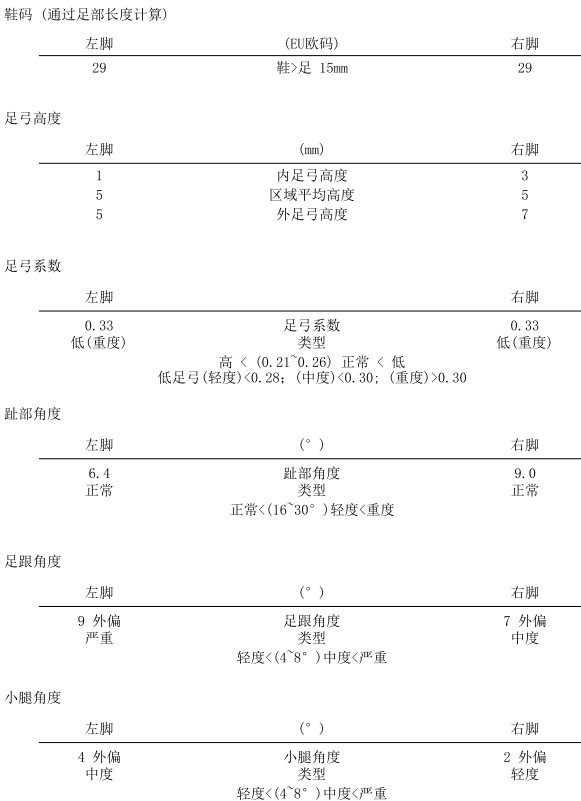 鞋码 (通过足部长度计算)
左脚 (EU欧码) 右脚
29 鞋>足 15mm 29
足弓高度
左脚 (mm) 右脚
1 内足弓高度 3
5 区域平均高度 5
5 外足弓高度 7
足弓系数
左脚 右脚
0.33 足弓系数 0.33
低(重度) 类型 低(重度)
高 < (0.21~0.26) 正常 < 低
低足弓(轻度)<0.28; (中度)<0.30; (重度)>0.30
趾部角度
左脚 (° ) 右脚
6.4 趾部角度 9.0
正常 类型 正常
正常<(16~30° )轻度<重度
足跟角度
左脚 (° ) 右脚
9 外偏 足跟角度 7 外偏
严重 类型 中度
轻度<(4~8° )中度<严重
小腿角度
左脚 (° ) 右脚
4 外偏 小腿角度 2 外偏
中度 类型 轻度
轻度<(4~8° )中度<严重